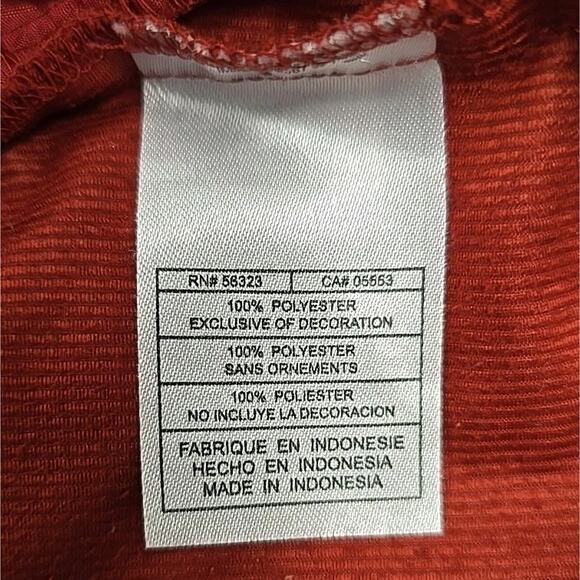 RN# 56323 CA# 05553
100% POLYESTER
EXCLUSIVE OF DECORATION
100% POLYESTER
SANS ORNEMENTS
100% POLIESTER
NO INCLUYE LA DECORACION
FABRIQUE EN INDONESIE
HECHO EN INDONESIA
MADE IN INDONESIA